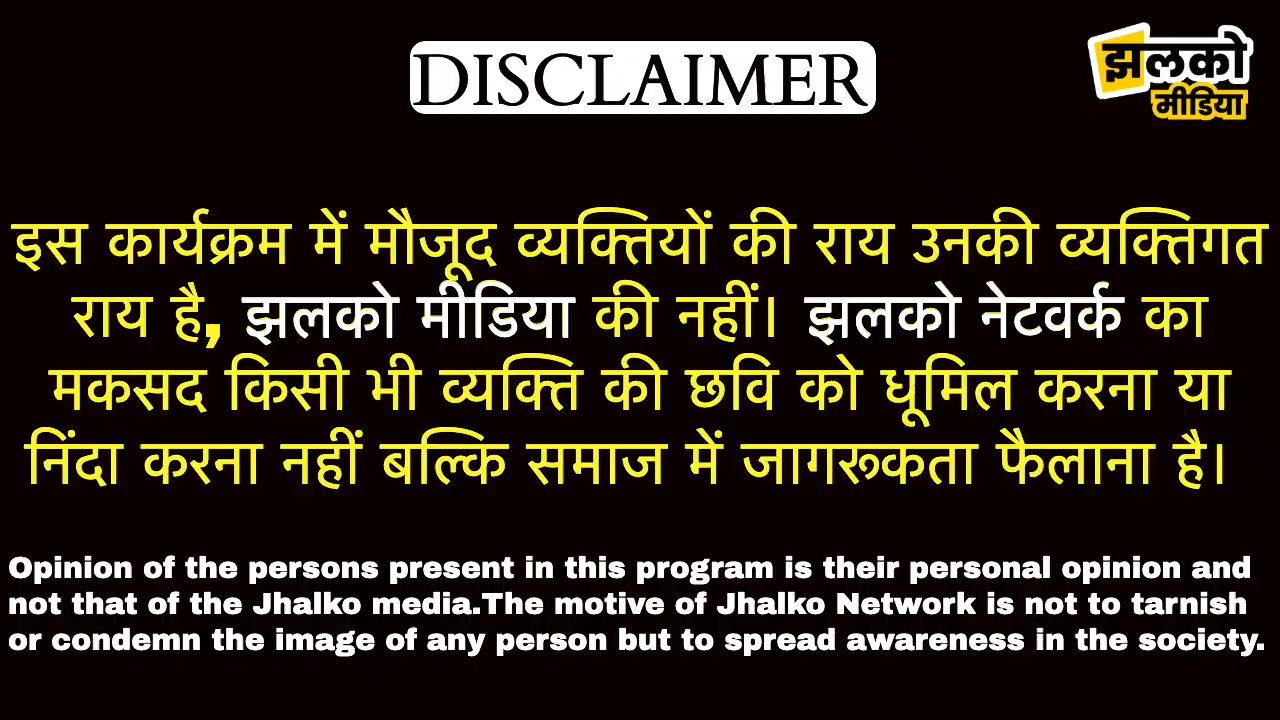 DISCLAIMER
झलको
मीडिया
इस कार्यक्रम में मौजूद व्यक्तियों की राय उनकी व्यक्तिगत
राय है, झलको मीडिया की नहीं। झलको नेटवर्क का
मकसद किसी भी व्यक्ति की छवि को धूमिल करना या
निंदा करना नहीं बल्कि समाज में जागरूकता फैलाना है।
Opinion of the persons present in this program is their personal opinion and
not that of the Jhalko media.The motive of Jhalko Network is not to tarnish
or condemn the image of any person but to spread awareness in the society.